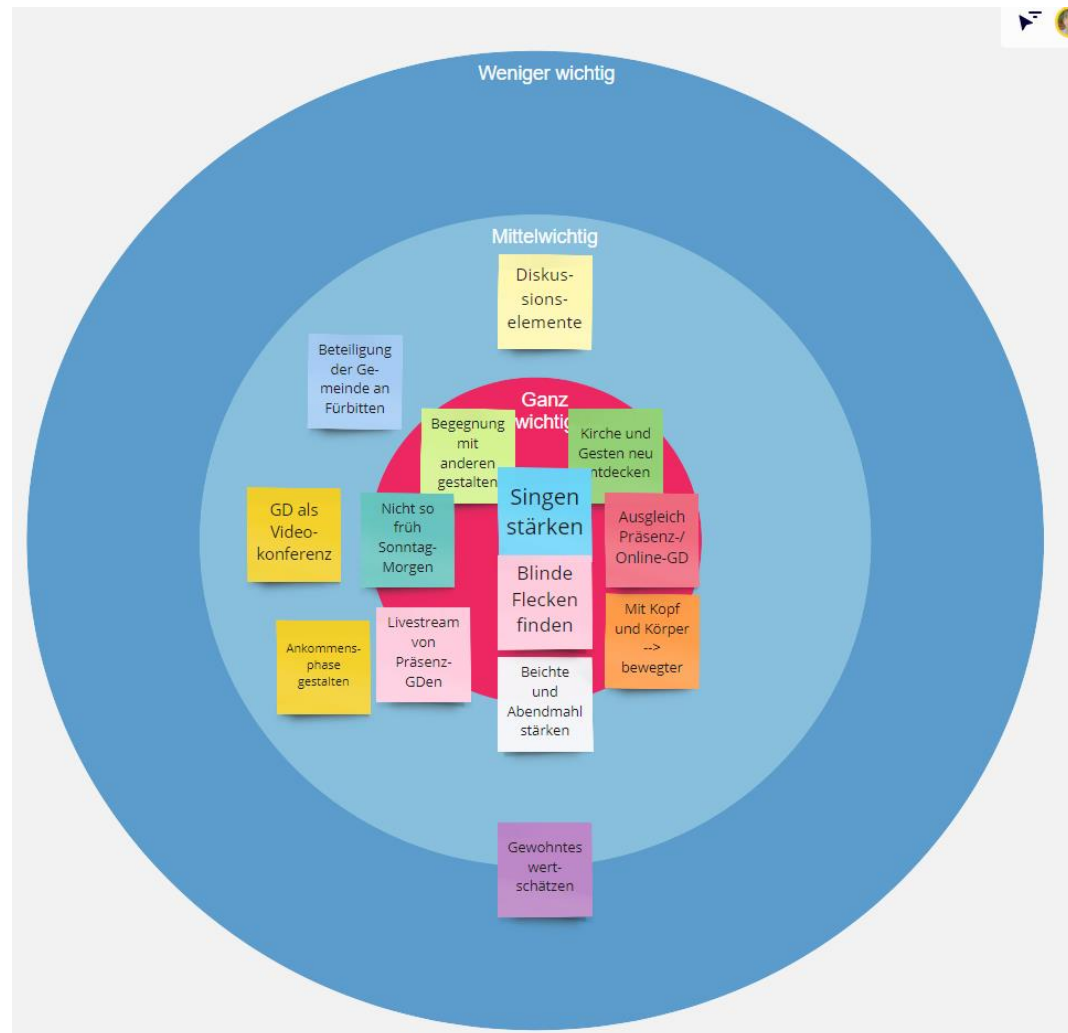 Weniger wichtig
Mittelwichtig
Diskus-
sions-
elemente
Beteiligung
der Ge-
meinde an
Fürbitten
Ganz
wichtig
Begegnung
mit
anderen
gestalten
Kirche und
Gesten neu
entdecken
Singen
stärken
GD als
Video-
konferenz
Nicht so
früh
Sonntag-
Morgen
Ausgleich
Präsenz-/
Online-GD
Blinde
Flecken
finden
Mit Kopf
und Körper
-->
bewegter
Livestream
von
Präsenz-
GDen
Ankommens-
phase
gestalten
Beichte
und
Abendmahl
stärken
Gewohntes
wert-
schätzen